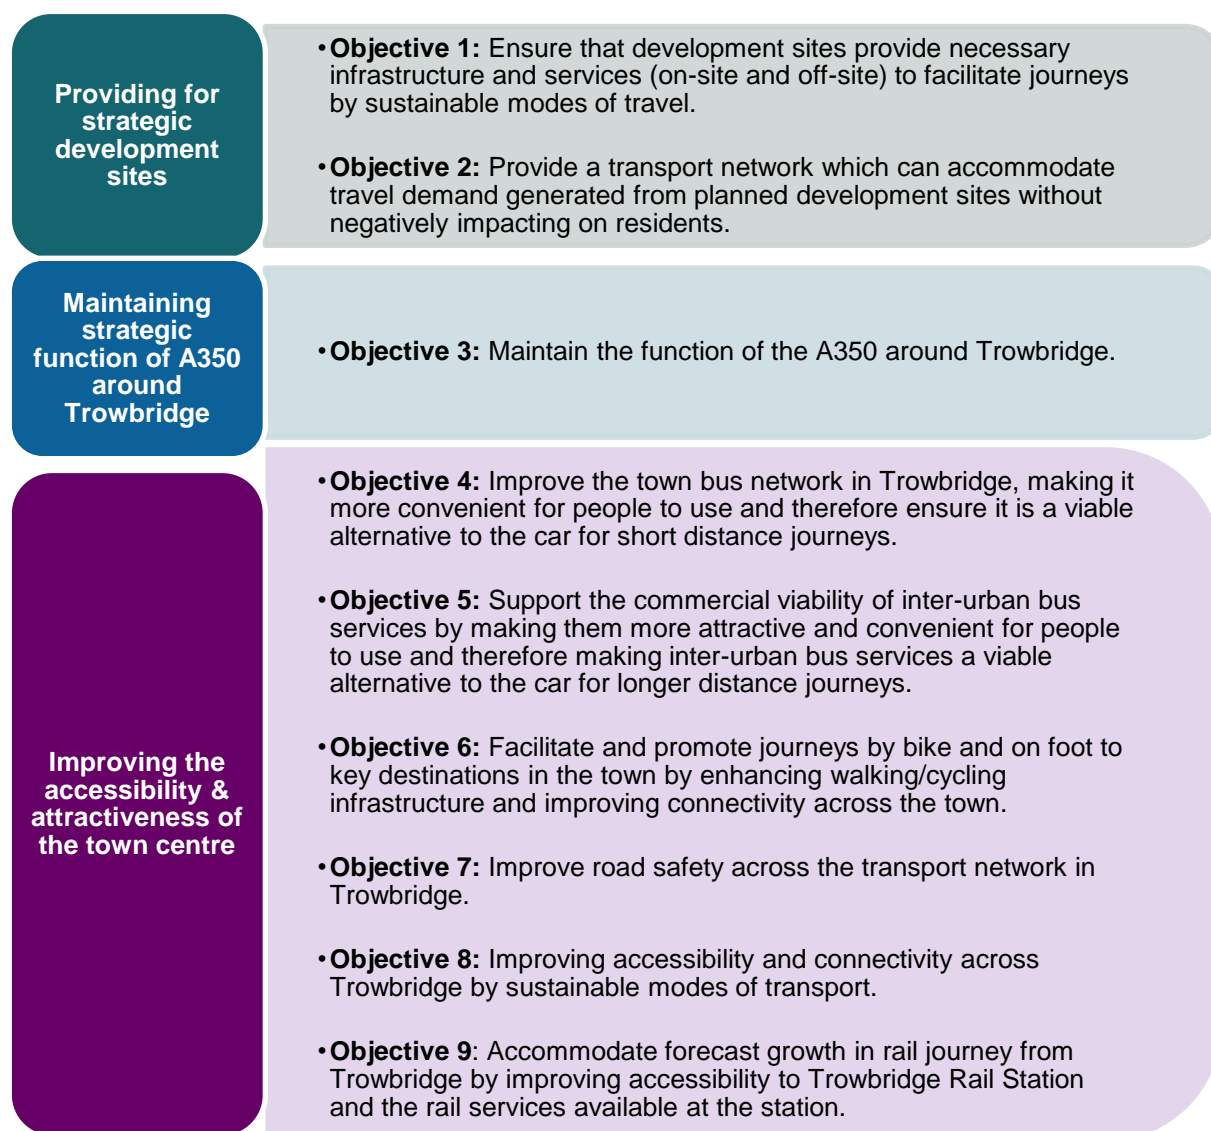 Providing for
strategic
development
sites
•Objective 1: Ensure that development sites provide necessary
infrastructure and services (on-site and off-site) to facilitate journeys
by sustainable modes of travel.
•Objective 2: Provide a transport network which can accommodate
travel demand generated from planned development sites without
negatively impacting on residents.
Maintaining
strategic
function of A350
around
Trowbridge
•Objective 3: Maintain the function of the A350 around Trowbridge.
Improving the
accessibility &
attractiveness of
the town centre
•Objective 4: Improve the town bus network in Trowbridge, making it
more convenient for people to use and therefore ensure it is a viable
alternative to the car for short distance journeys.
•Objective 5: Support the commercial viability of inter-urban bus
services by making them more attractive and convenient for people
to use and therefore making inter-urban bus services a viable
alternative to the car for longer distance journeys.
•Objective 6: Facilitate and promote journeys by bike and on foot to
key destinations in the town by enhancing walking/cycling
infrastructure and improving connectivity across the town.
•Objective 7: Improve road safety across the transport network in
Trowbridge.
•Objective 8: Improving accessibility and connectivity across
Trowbridge by sustainable modes of transport.
•Objective 9: Accommodate forecast growth in rail journey from
Trowbridge by improving accessibility to Trowbridge Rail Station
and the rail services available at the station.